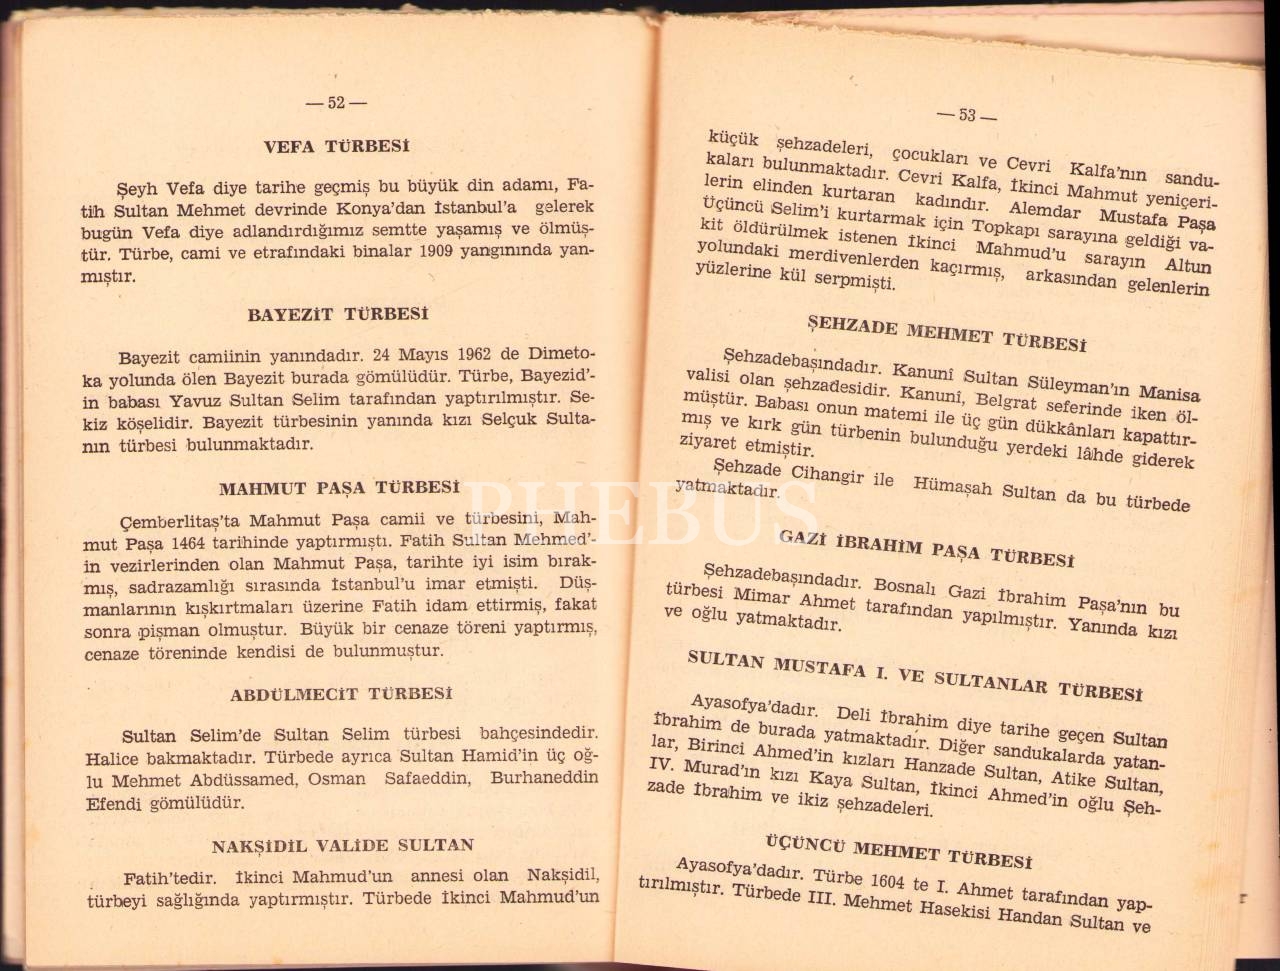 — 52 —
VEFA TÜRBESİ
Şeyh Vefa diye tarihe geçmiş bu büyük din adamı, Fa-
tih Sultan Mehmet devrinde Konya'dan İstanbul'a gelerek
bugün Vefa diye adlandırdığımız semtte yaşamış ve ölmüş-
tür. Türbe, cami ve etrafındaki binalar 1909 yangınında yan-
mıştır.
BAYEZİT TÜRBESİ
Bayezit camiinin yanındadır. 24 Mayıs 1962 de Dimeto-
ka yolunda ölen Bayezit burada gömülüdür. Türbe, Bayezid'-
in babası Yavuz Sultan Selim tarafından yaptırılmıştır. Se-
kiz köşelidir. Bayezit türbesinin yanında kızı Selçuk Sulta-
nın türbesi bulunmaktadır.
MAHMUT PAŞA TÜRBESİ
Çemberlitaş'ta Mahmut Paşa camii ve türbesini, Mah-
mut Paşa 1464 tarihinde yaptırmıştı. Fatih Sultan Mehmed'-
in vezirlerinden olan Mahmut Paşa, tarihte iyi isim bırak-
mış, sadrazamlığı sırasında İstanbul'u imar etmişti. Düş-
manlarının kışkırtmaları üzerine Fatih idam ettirmiş, fakat
sonra pişman olmuştur. Büyük bir cenaze töreni yaptırmış,
cenaze töreninde kendisi de bulunmuştur.
ABDÜLMECİT TÜRBESİ
Sultan Selim'de Sultan Selim türbesi bahçesindedir.
Halice bakmaktadır. Türbede ayrıca Sultan Hamid'in üç oğ-
lu Mehmet Abdüssamed, Osman Safaeddin, Burhaneddin
Efendi gömülüdür.
NAKŞİDİL VALİDE SULTAN
Fatih'tedir. İkinci Mahmud'un annesi olan Nakşidil,
türbeyi sağlığında yaptırmıştır. Türbede İkinci Mahmud'un
— 53 —
küçük şehzadeleri, çocukları ve Cevri Kalfa'nın sandu-
kaları bulunmaktadır. Cevri Kalfa, İkinci Mahmut yeniçeri-
lerin elinden kurtaran kadındır. Alemdar Mustafa Paşa
Üçüncü Selim'i kurtarmak için Topkapı sarayına geldiği va-
kit öldürülmek istenen İkinci Mahmud'u sarayın Altun
yolundaki merdivenlerden kaçırmış, arkasından gelenlerin
yüzlerine kül serpmişti.
ŞEHZADE MEHMET TÜRBESİ
Şehzadebaşındadır. Kanunî Sultan Süleyman'ın Manisa
valisi olan şehzadesidir. Kanunî, Belgrat seferinde iken öl-
müştür. Babası onun matemi ile üç gün dükkânları kapattır-
mış ve kırk gün türbenin bulunduğu yerdeki lâhde giderek
ziyaret etmiştir.
Şehzade Cihangir ile Hümaşah Sultan da bu türbede
yatmaktadır.
GAZİ İBRAHİM PAŞA TÜRBESİ
Şehzadebaşındadır. Bosnalı Gazi İbrahim Paşa'nın bu
türbesi Mimar Ahmet tarafından yapılmıştır. Yanında kızı
ve oğlu yatmaktadır.
SULTAN MUSTAFA I. VE SULTANLAR TÜRBESİ
Ayasofya'dadır. Deli İbrahim diye tarihe geçen Sultan
İbrahim de burada yatmaktadır. Diğer sandukalarda yatan-
lar, Birinci Ahmed'in kızları Hanzade Sultan, Atike Sultan,
IV. Murad'ın kızı Kaya Sultan, İkinci Ahmed'in oğlu Şeh-
zade İbrahim ve ikiz şehzadeleri.
ÜÇÜNCÜ MEHMET TÜRBESİ
Ayasofya'dadır. Türbe 1604 te I. Ahmet tarafından yap-
tırılmıştır. Türbede III. Mehmet Hasekisi Handan Sultan ve
PHEBUS